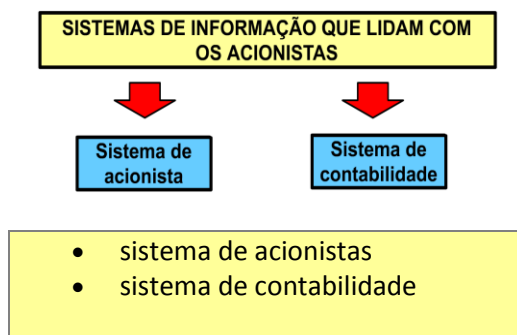 SISTEMAS DE INFORMAÇÃO QUE LIDAM COM
OS ACIONISTAS
Sistema de
acionista
Sistema de
contabilidade
• sistema de acionistas
• sistema de contabilidade